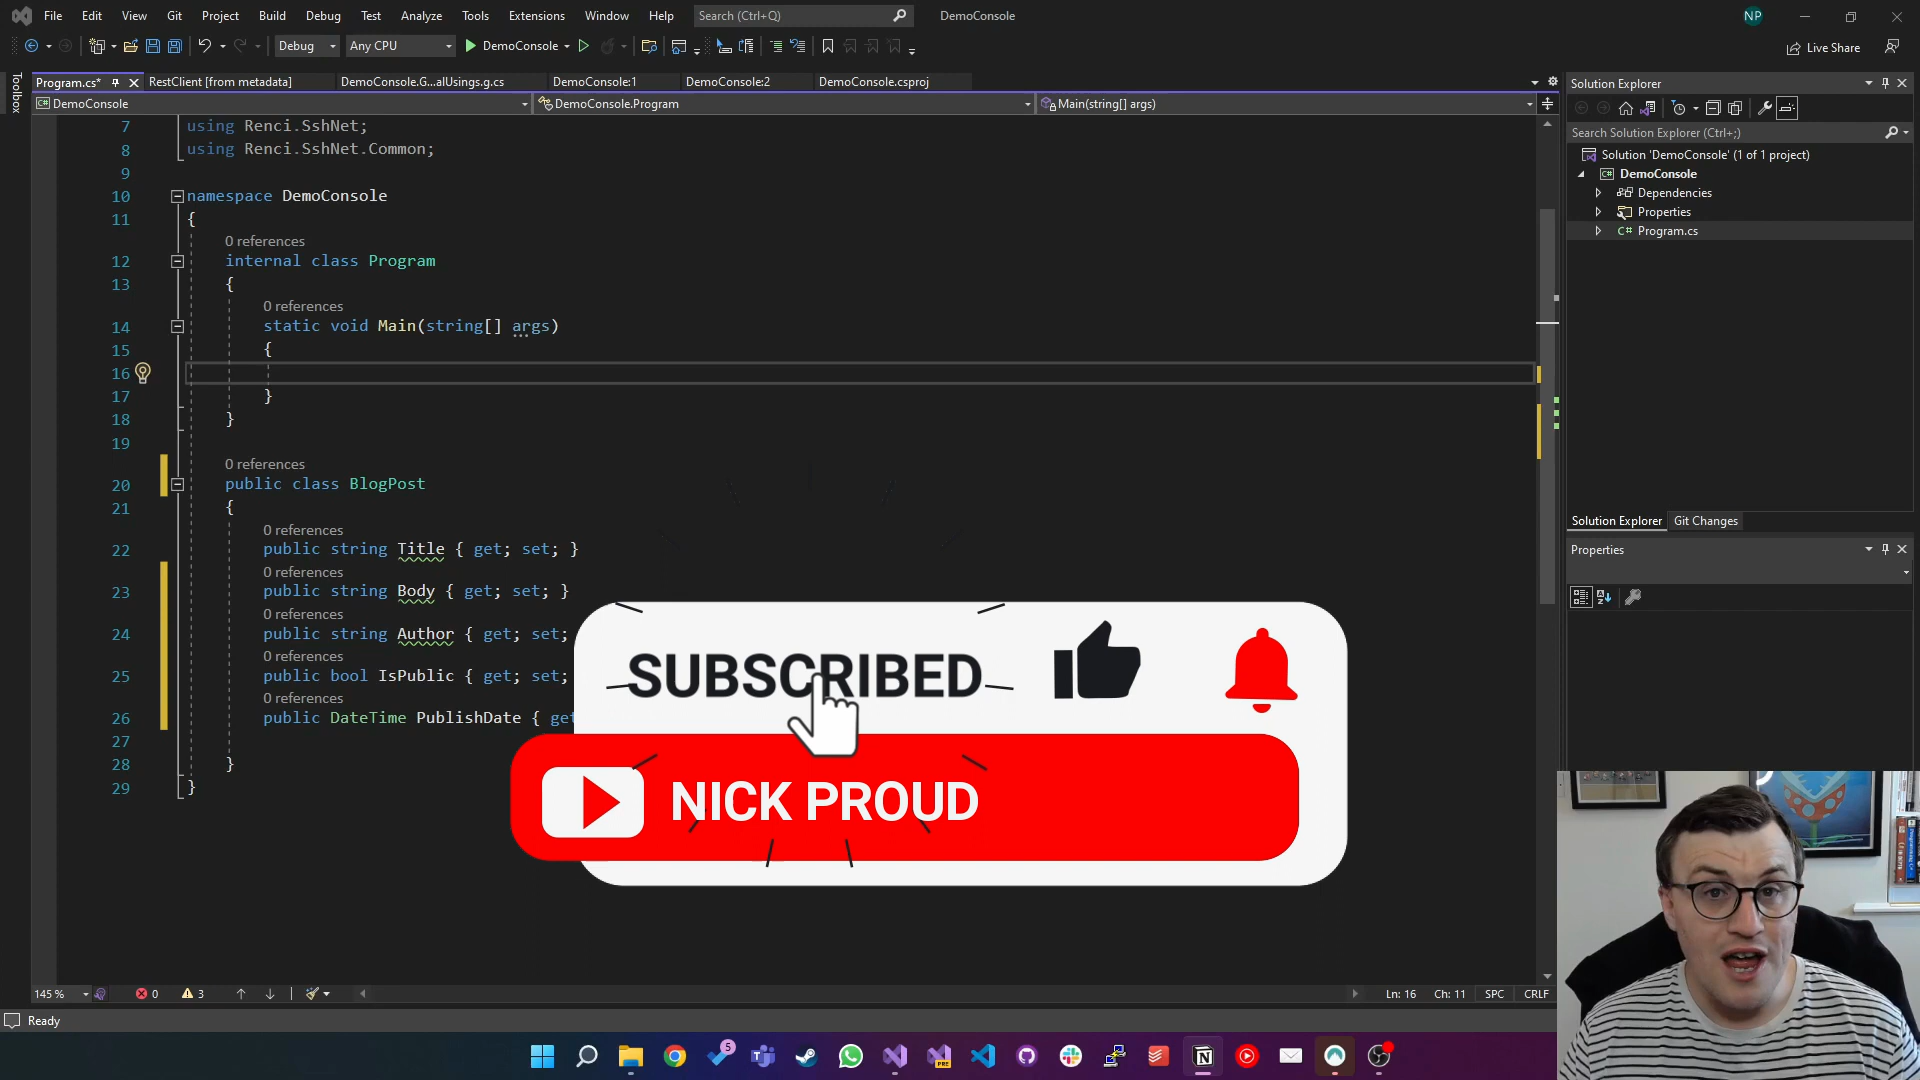 File Edit View Git Project Build Debug Test Analyze Tools Extensions Window Help Search (Ctrl+Q) DemoConsole NP
Debug Any CPU DemoConsole Live Share
Toolbox
Program.cs* RestClient [from metadata] DemoConsole.G...alUsings.g.cs DemoConsole:1 DemoConsole:2 DemoConsole.csproj
DemoConsole DemoConsole.Program Main(string[] args)
7 using Renci.SshNet;
8 using Renci.SshNet.Common;
9
10 namespace DemoConsole
11 {
0 references
12 internal class Program
13 {
0 references
14 static void Main(string[] args)
15 {
16
17 }
18 }
19
0 references
20 public class BlogPost
21 {
0 references
22 public string Title { get; set; }
0 references
23 public string Body { get; set; }
0 references
24 public string Author { get; set;
0 references
25 public bool IsPublic { get; set;
0 references
26 public DateTime PublishDate { get
27
28 }
29 }
SUBSCRIBED
NICK PROUD
145 % 0 3 Ln: 16 Ch: 11 SPC CRLF
Ready
Solution Explorer
Search Solution Explorer (Ctrl+;)
Solution 'DemoConsole' (1 of 1 project)
C# DemoConsole
Dependencies
Properties
C# Program.cs
Solution Explorer Git Changes
Properties
5
PRE